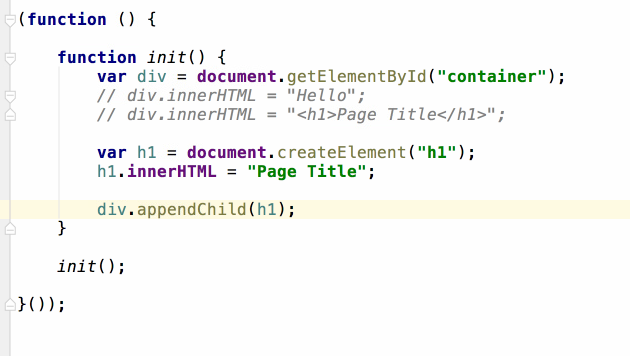 (function () {
function init() {
var div = document.getElementById("container");
// div.innerHTML = "Hello";
// div.innerHTML = "<h1>Page Title</h1>";
var h1 = document.createElement("h1");
h1.innerHTML = "Page Title";
div.appendChild(h1);
}
init();
}());